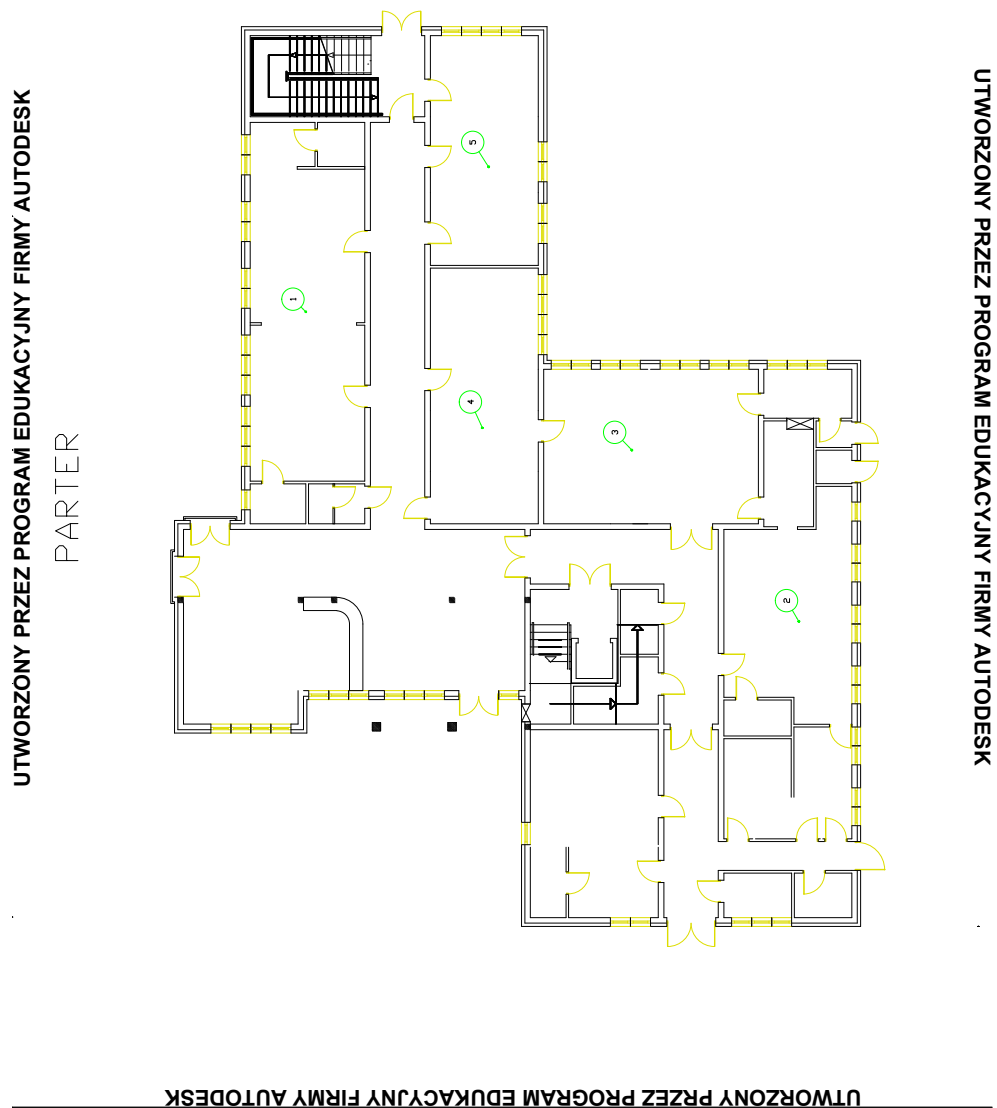 UTWORZONY PRZEZ PROGRAM EDUKACYJNY FIRMY AUTODESK
PARTER
1
5
4
3
2
UTWORZONY PRZEZ PROGRAM EDUKACYJNY FIRMY AUTODESK
UTWORZONY PRZEZ PROGRAM EDUKACYJNY FIRMY AUTODESK